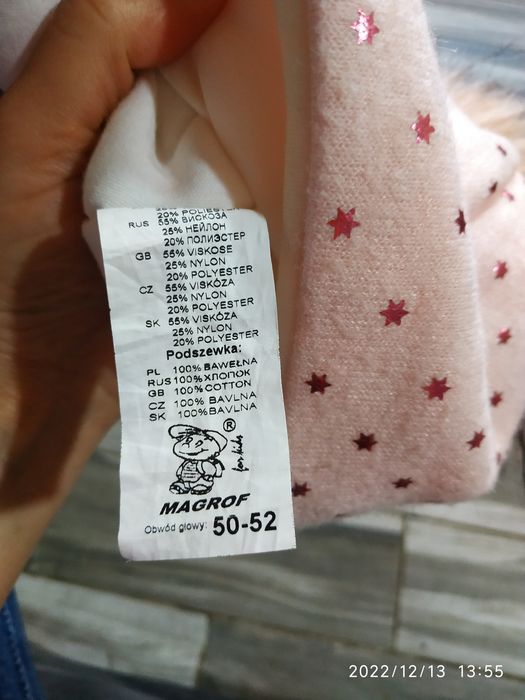 20% POLIESTER
RUS 55% ВИСКОЗА
25% НЕЙЛОН
20% ПОЛИЭСТЕР
GB 55% VISKOSE
25% NYLON
20% POLYESTER
CZ 55% VISKÓZA
25% NYLON
20% POLYESTER
SK 55% VISKÓZA
25% NYLON
20% POLYESTER
Podszewka:
PL 100% BAWEŁNA
RUS 100% ХЛОПОК
GB 100% COTTON
CZ 100% BAVLNA
SK 100% BAVLNA
®
for kids
MAGROF
Obwód głowy: 50-52
2022/12/13 13:55